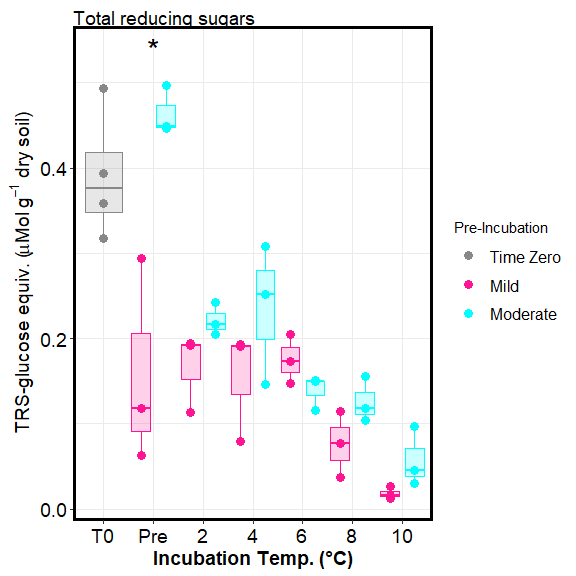 Total reducing sugars
*
TRS-glucose equiv. (μMol g⁻¹ dry soil)
0.4
0.2
0.0
T0 Pre 2 4 6 8 10
Incubation Temp. (°C)
Pre-Incubation
Time Zero
Mild
Moderate